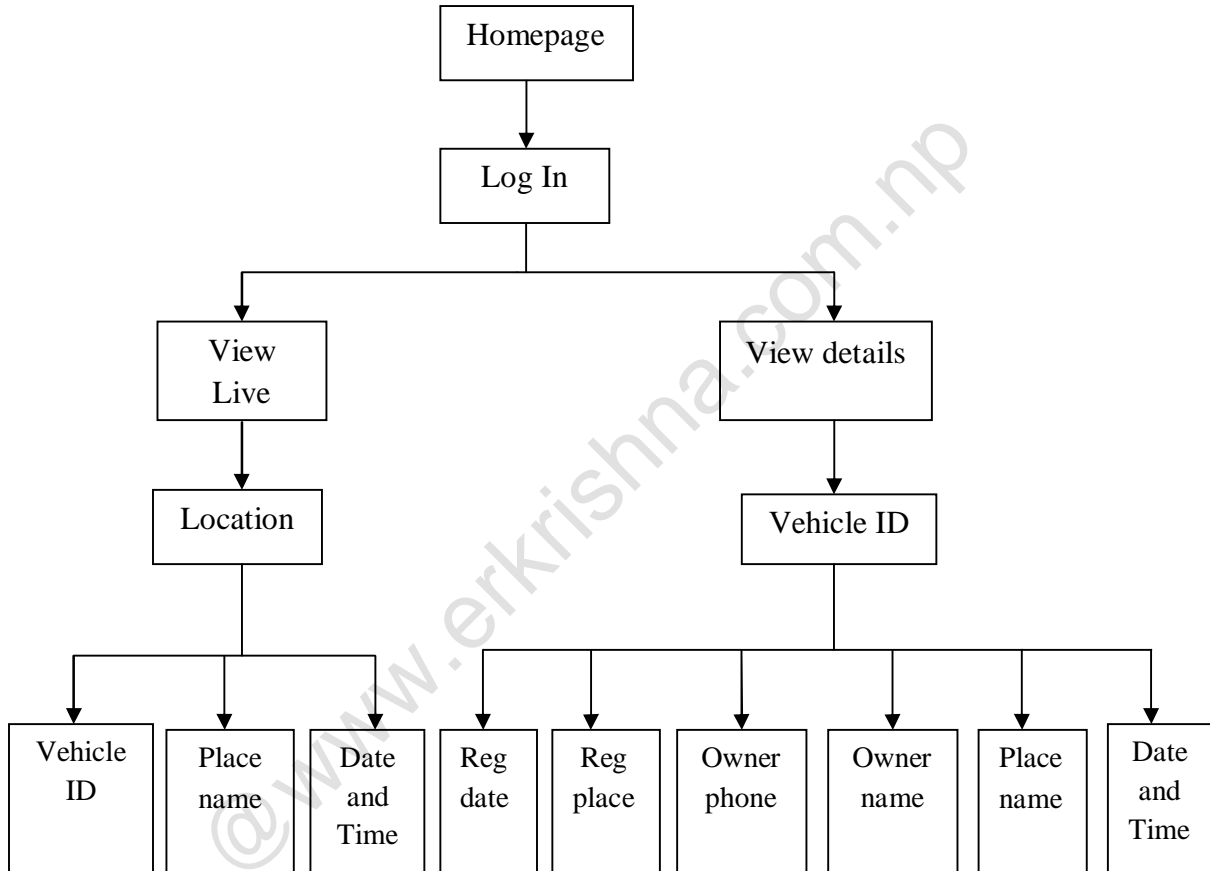 Homepage
Log In
View
Live
View details
Location
Vehicle ID
Vehicle
ID
Place
name
Date
and
Time
Reg
date
Reg
place
Owner
phone
Owner
name
Place
name
Date
and
Time
@www.erkrishna.com.np